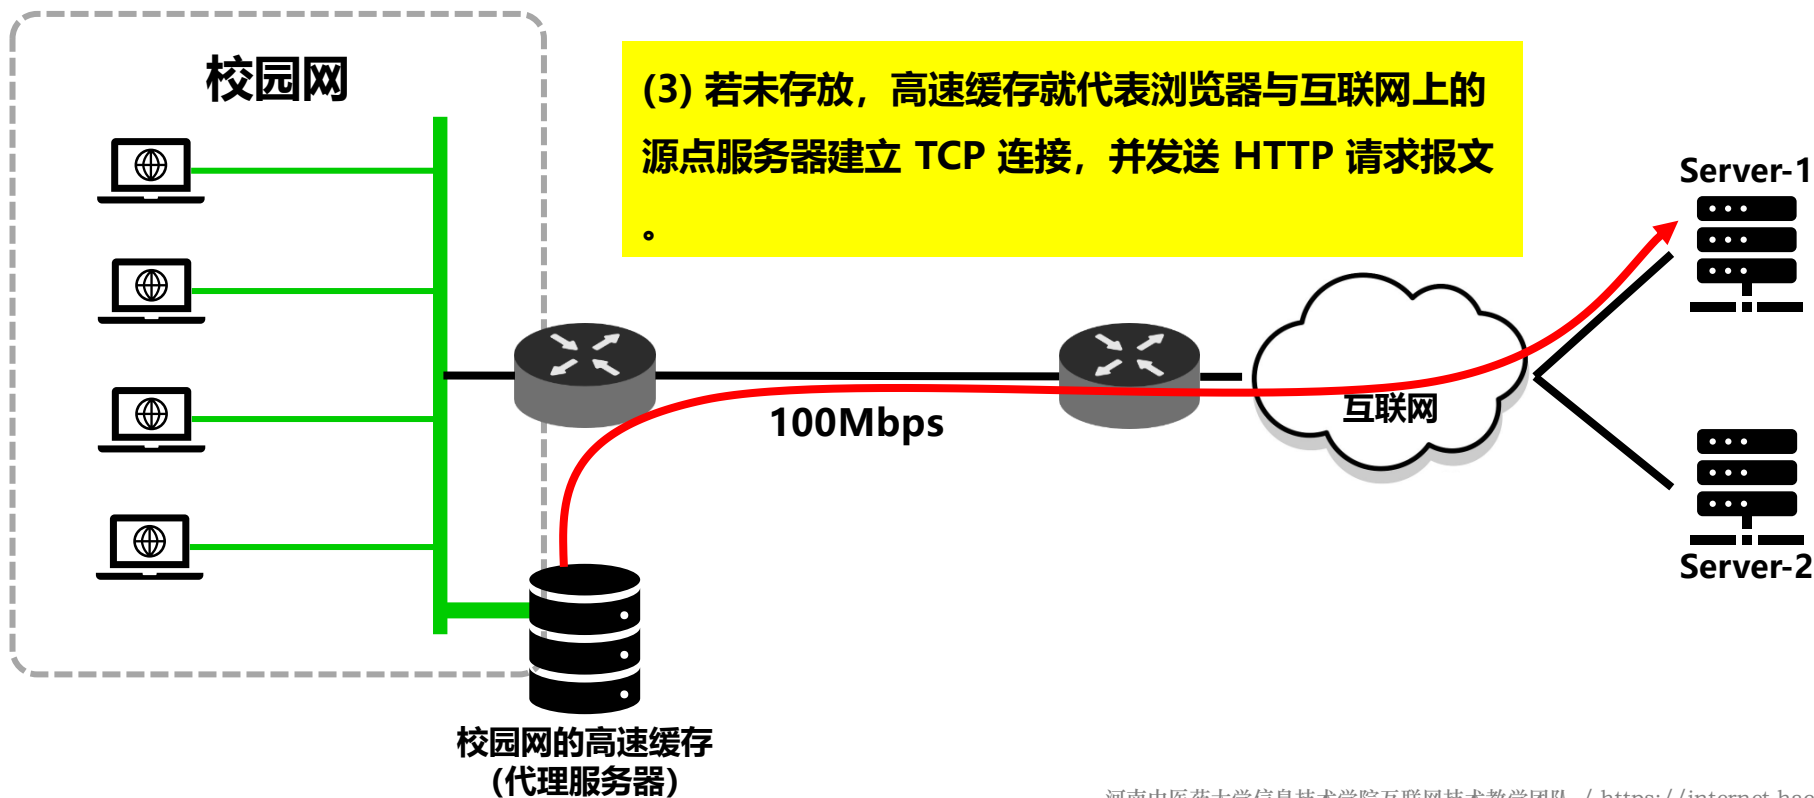 校园网
(3) 若未存放，高速缓存就代表浏览器与互联网上的
源点服务器建立 TCP 连接，并发送 HTTP 请求报文
。
Server-1
100Mbps
互联网
Server-2
校园网的高速缓存
(代理服务器)